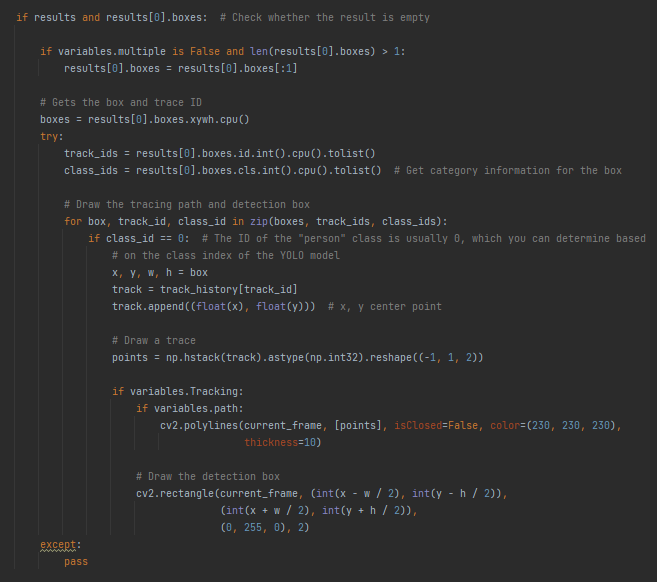 if results and results[0].boxes:  # Check whether the result is empty
if variables.multiple is False and len(results[0].boxes) > 1:
results[0].boxes = results[0].boxes[:1]
# Gets the box and trace ID
boxes = results[0].boxes.xywh.cpu()
try:
track_ids = results[0].boxes.id.int().cpu().tolist()
class_ids = results[0].boxes.cls.int().cpu().tolist()  # Get category information for the box
# Draw the tracing path and detection box
for box, track_id, class_id in zip(boxes, track_ids, class_ids):
if class_id == 0:  # The ID of the "person" class is usually 0, which you can determine based
# on the class index of the YOLO model
x, y, w, h = box
track = track_history[track_id]
track.append((float(x), float(y)))  # x, y center point
# Draw a trace
points = np.hstack(track).astype(np.int32).reshape((-1, 1, 2))
if variables.Tracking:
if variables.path:
cv2.polylines(current_frame, [points], isClosed=False, color=(230, 230, 230),
thickness=10)
# Draw the detection box
cv2.rectangle(current_frame, (int(x - w / 2), int(y - h / 2)),
(int(x + w / 2), int(y + h / 2)),
(0, 255, 0), 2)
except:
pass